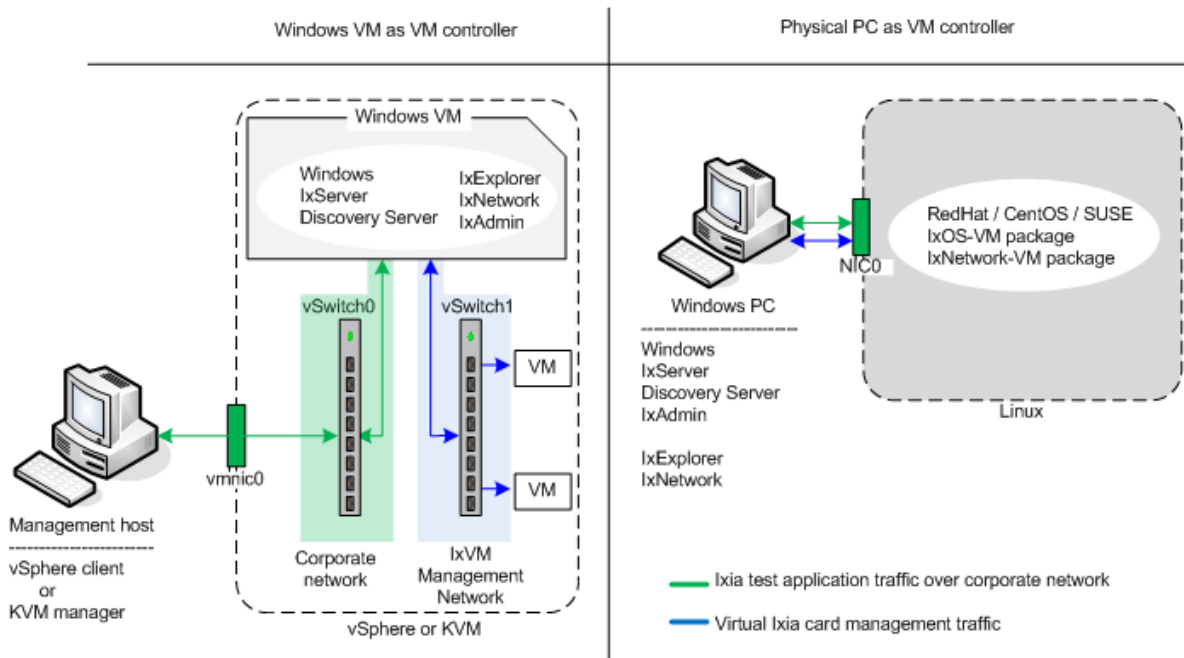 Windows VM as VM controller
Physical PC as VM controller
Windows VM
Windows
IxServer
Discovery Server
IxExplorer
IxNetwork
IxAdmin
vSwitch0
vSwitch1
VM
VM
vmnic0
Management host
vSphere client
or
KVM manager
Corporate
network
IxVM
Management
Network
vSphere or KVM
RedHat / CentOS / SUSE
IxOS-VM package
IxNetwork-VM package
NIC0
Windows PC
Windows
IxServer
Discovery Server
IxAdmin
IxExplorer
IxNetwork
Linux
Ixia test application traffic over corporate network
Virtual Ixia card management traffic